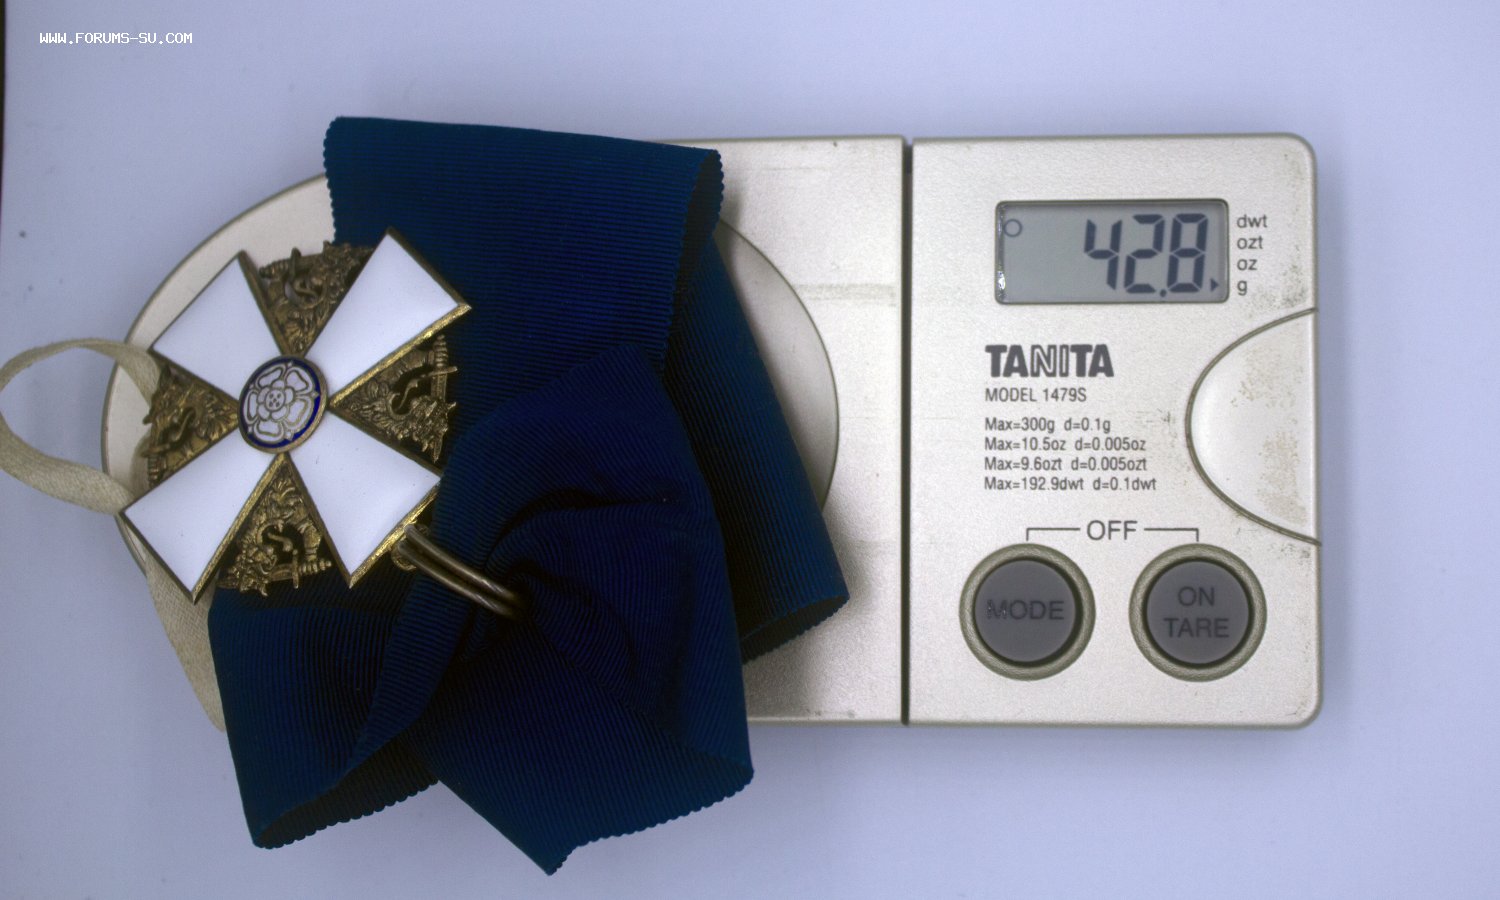 WWW.FORUMS-SU.COM
42.8
dwt
ozt
oz
g
TANITA
MODEL 1479S
Max=300g d=0.1g
Max=10.5oz d=0.005oz
Max=9.6ozt d=0.005ozt
Max=192.9dwt d=0.1dwt
OFF
MODE
ON
TARE